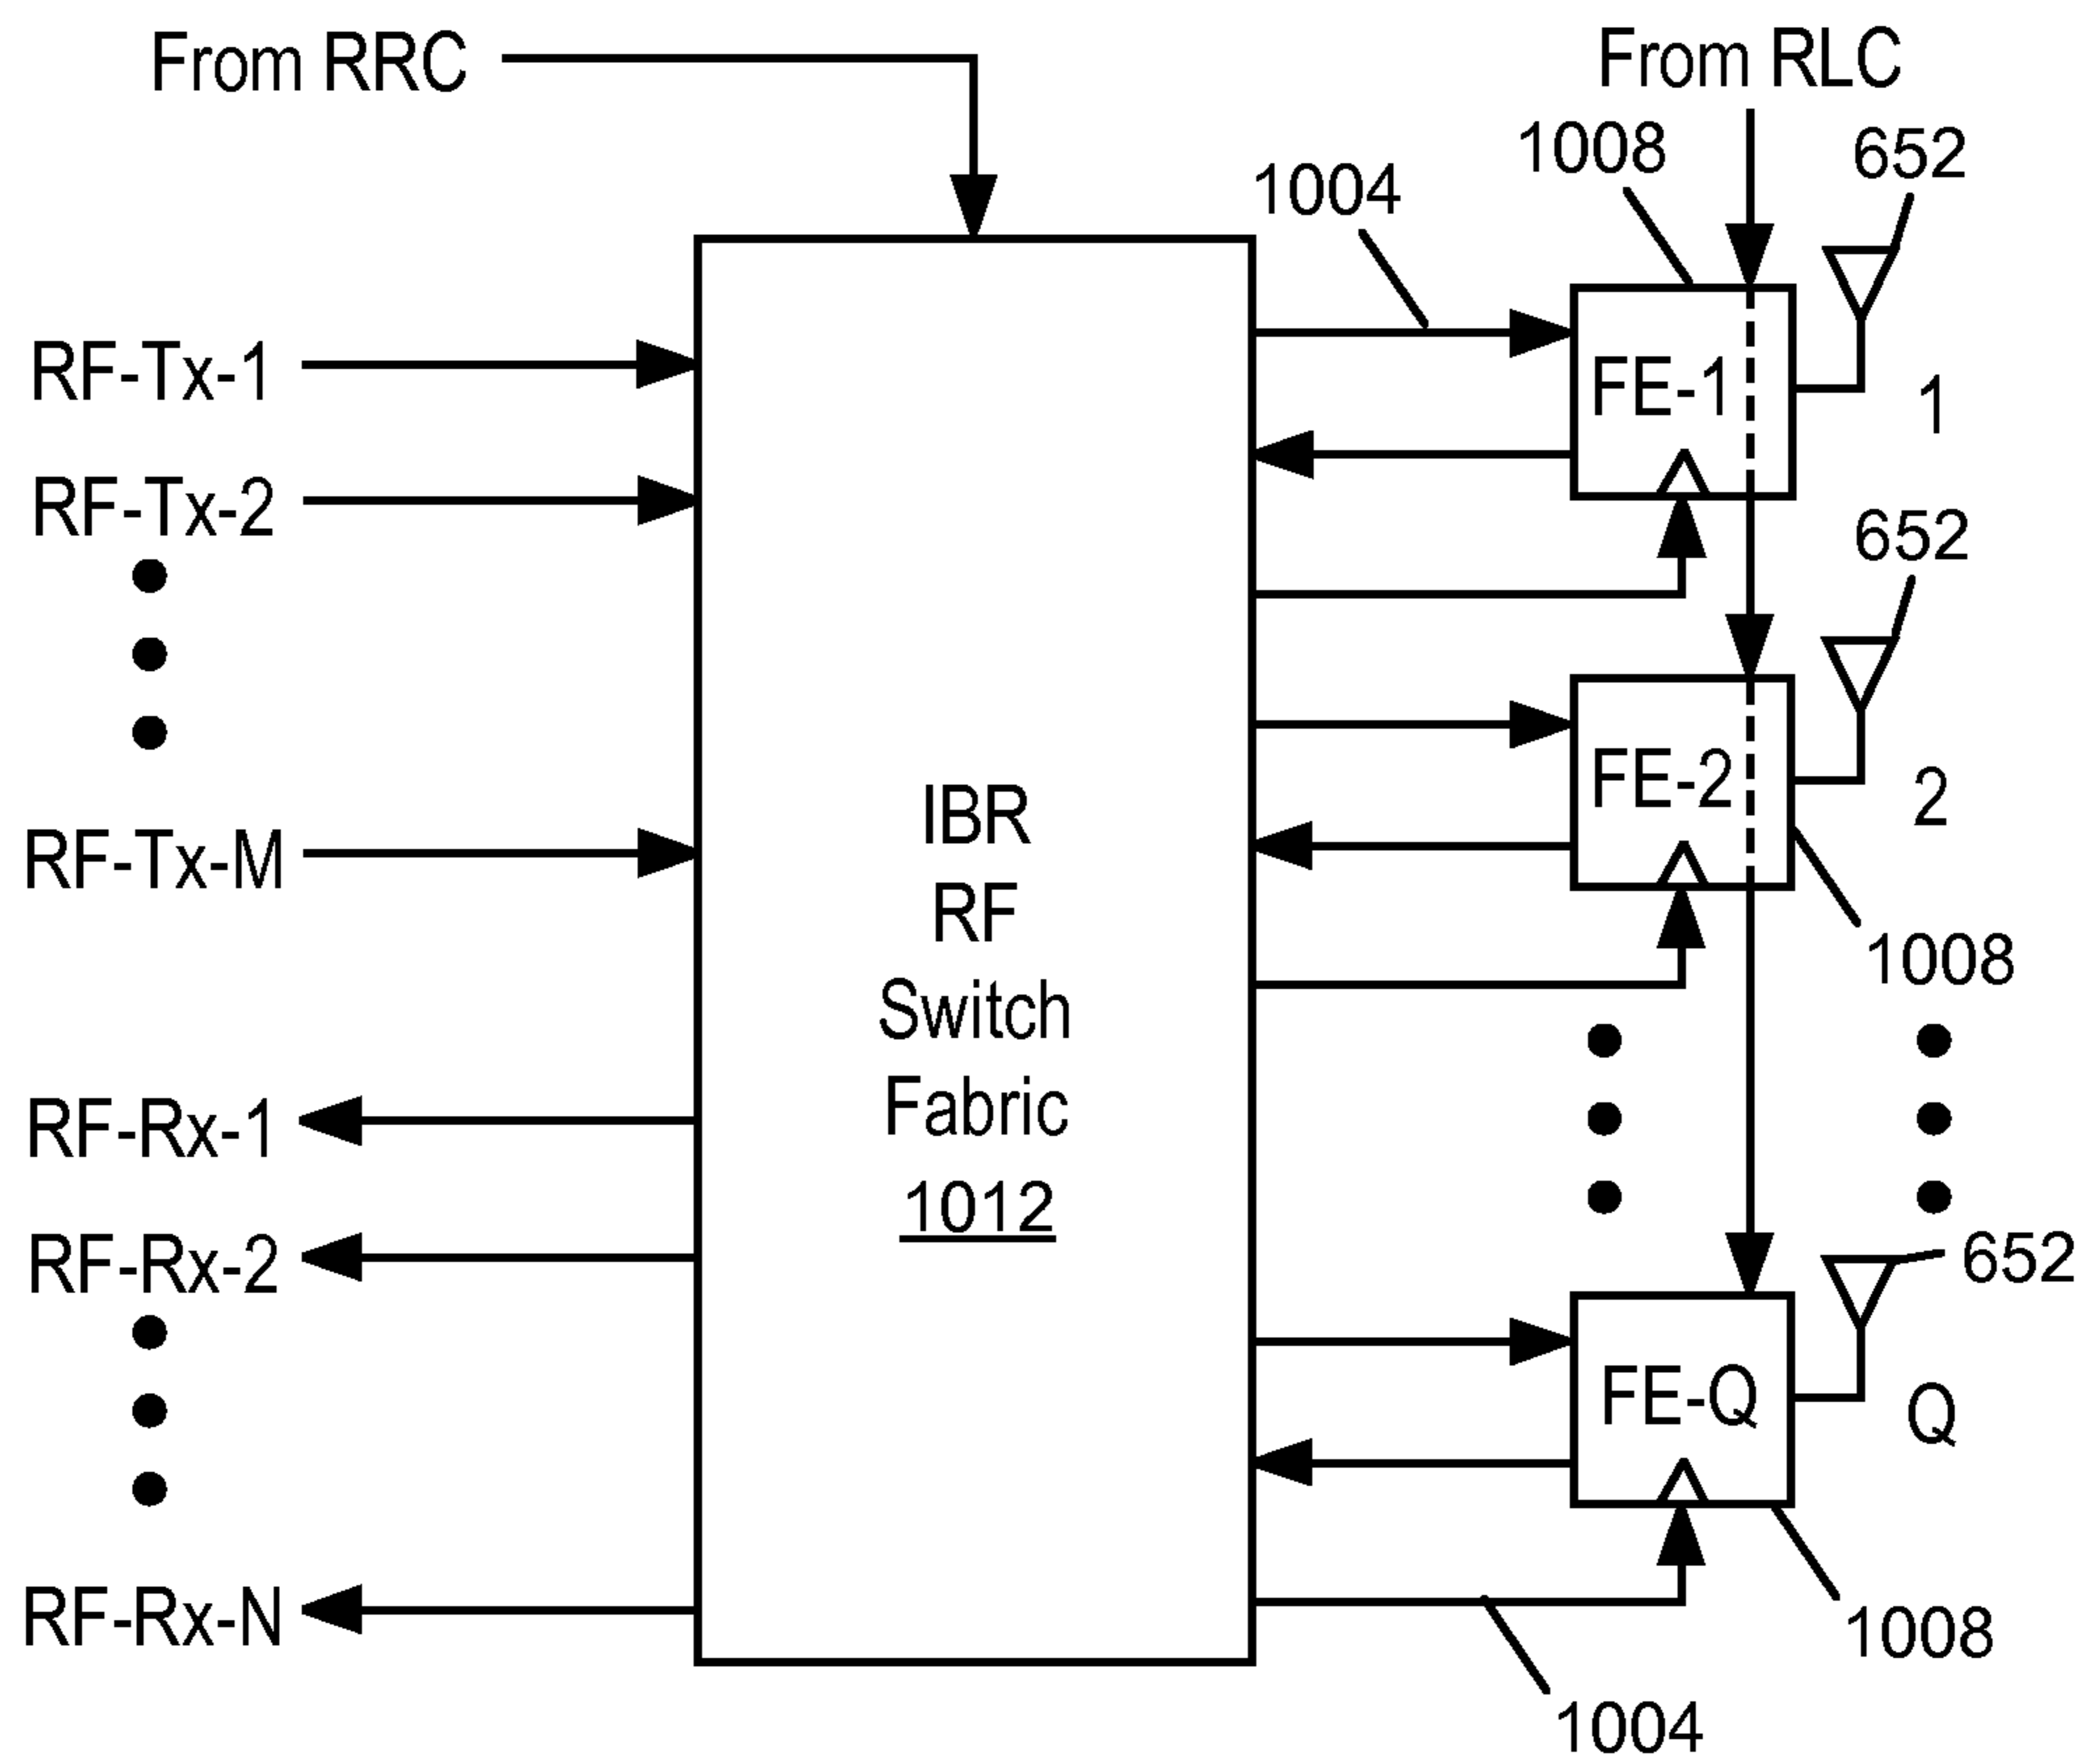 From RRC
From RLC
1008
652
1004
RF-Tx-1
FE-1
1
RF-Tx-2
652
RF-Tx-M
FE-2
2
IBR
RF
Switch
Fabric
1012
1008
RF-Rx-1
RF-Rx-2
652
FE-Q
Q
RF-Rx-N
1008
1004